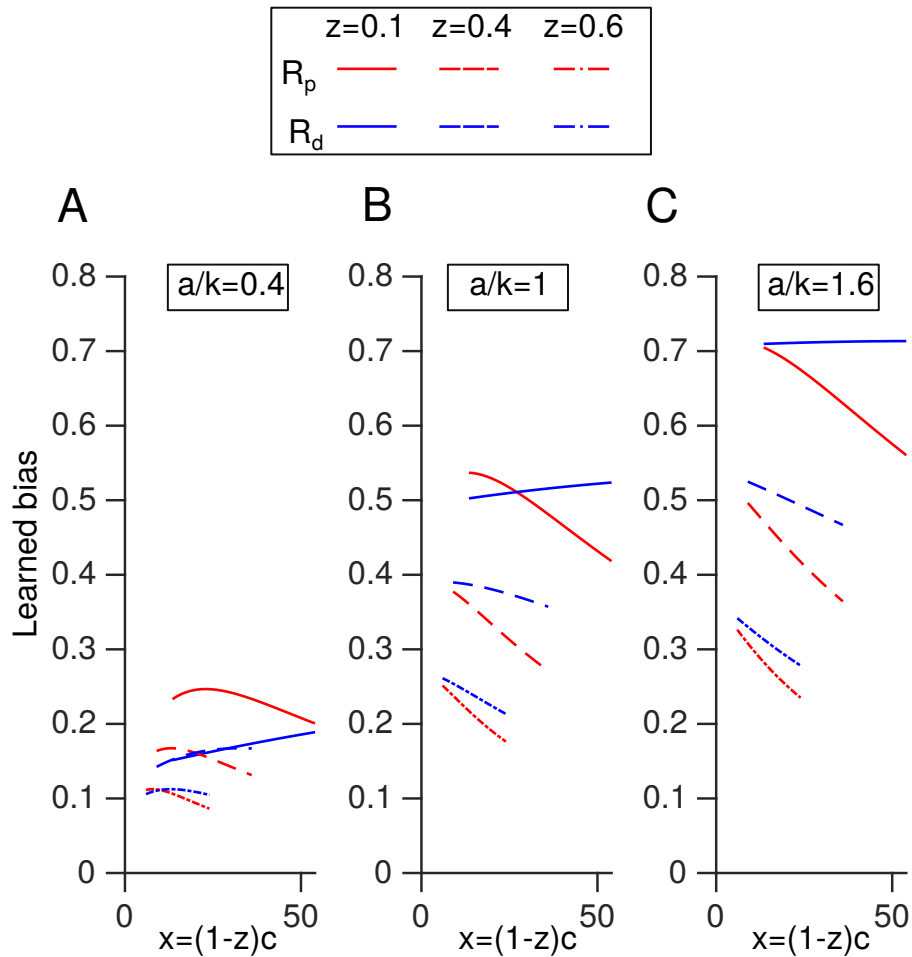 z=0.1 z=0.4 z=0.6
Rp
Rd
A B C
a/k=0.4 a/k=1 a/k=1.6
Learned bias
0.8 0.8 0.8
0.7 0.7 0.7
0.6 0.6 0.6
0.5 0.5 0.5
0.4 0.4 0.4
0.3 0.3 0.3
0.2 0.2 0.2
0.1 0.1 0.1
0 0 0
0 50 0 50 0 50
x=(1-z)c x=(1-z)c x=(1-z)c